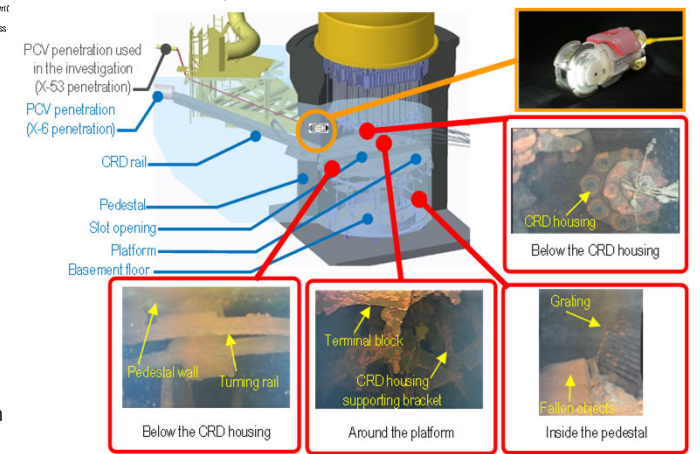 PCV penetration used
in the investigation
(X-53 penetration)
PCV penetration
(X-6 penetration)
CRD rail
Pedestal
Slot opening
Platform
Basement floor
CRD housing
Below the CRD housing
Pedestal wall
Turning rail
Below the CRD housing
Terminal block
CRD housing
supporting bracket
Around the platform
Grating
Fallen objects
Inside the pedestal